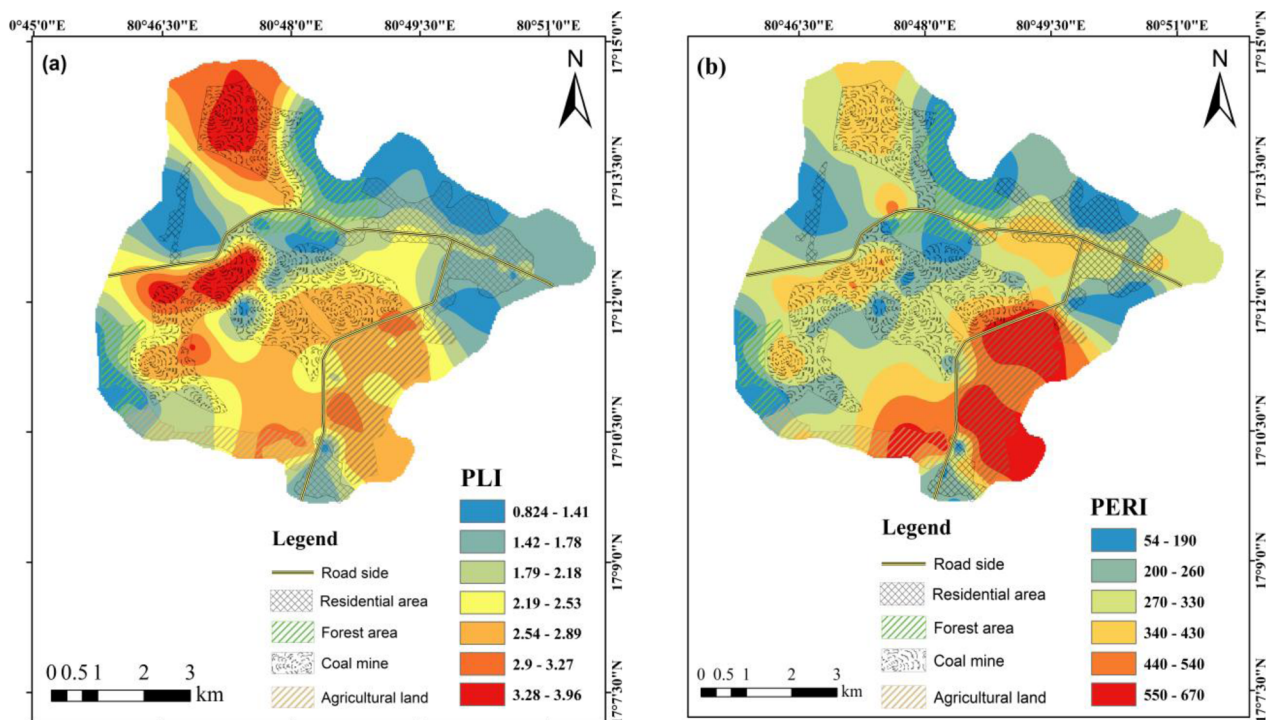 0°45'0"E 80°46'30"E 80°48'0"E 80°49'30"E 80°51'0"E
(a)
N
17°15'0"N
17°13'30"N
17°12'0"N
17°10'30"N
17°9'0"N
17°7'30"N
PLI
0.824 - 1.41
1.42 - 1.78
1.79 - 2.18
2.19 - 2.53
2.54 - 2.89
2.9 - 3.27
3.28 - 3.96
Legend
Road side
Residential area
Forest area
Coal mine
Agricultural land
0 0.5 1 2 3
km
80°46'30"E 80°48'0"E 80°49'30"E 80°51'0"E
(b)
N
17°15'0"N
17°13'30"N
17°12'0"N
17°10'30"N
17°9'0"N
17°7'30"N
PERI
54 - 190
200 - 260
270 - 330
340 - 430
440 - 540
550 - 670
Legend
Road side
Residential area
Forest area
Coal mine
Agricultural land
0 0.5 1 2 3
km